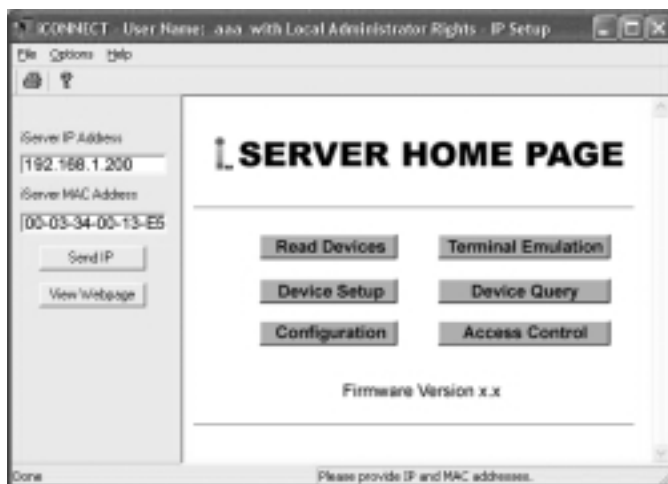 iCONNECT - User Name: aaa with Local Administrator Rights - IP Setup
File Options Help
iServer IP Address
192.168.1.200
iServer MAC Address
00-03-34-00-13-E5
Send IP
View Webpage
i SERVER HOME PAGE
Read Devices
Terminal Emulation
Device Setup
Device Query
Configuration
Access Control
Firmware Version x.x
Done
Please provide IP and MAC addresses.